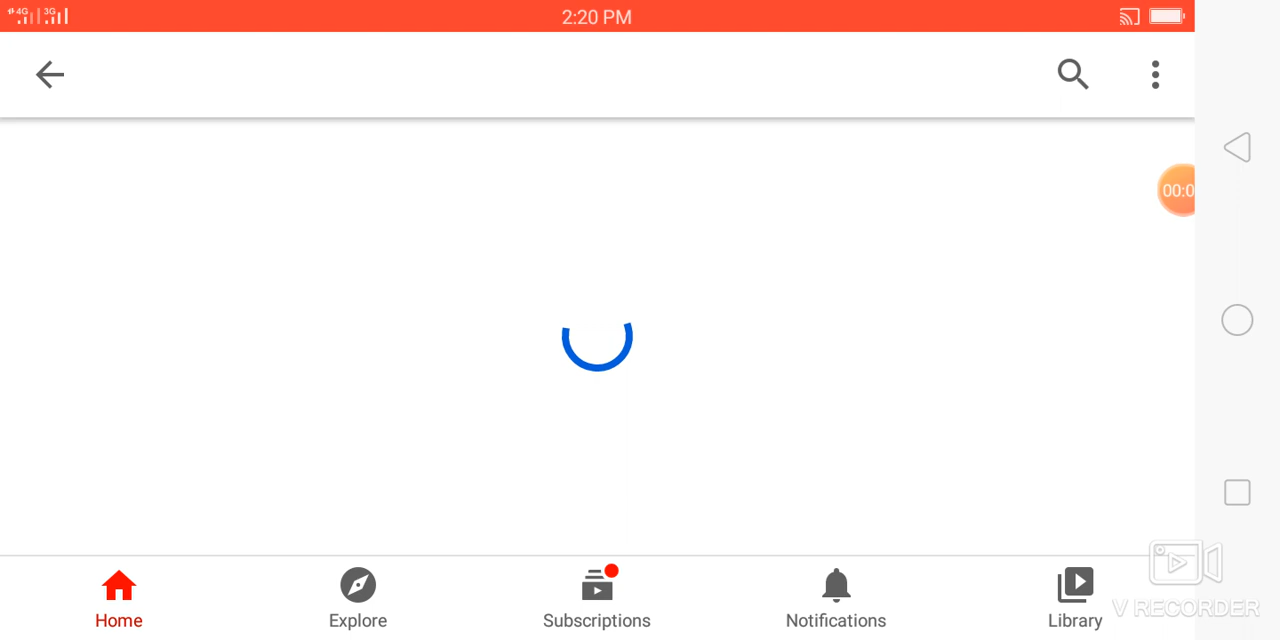 4G 3G 2:20 PM
00:0
Home Explore Subscriptions Notifications Library
V RECORDER